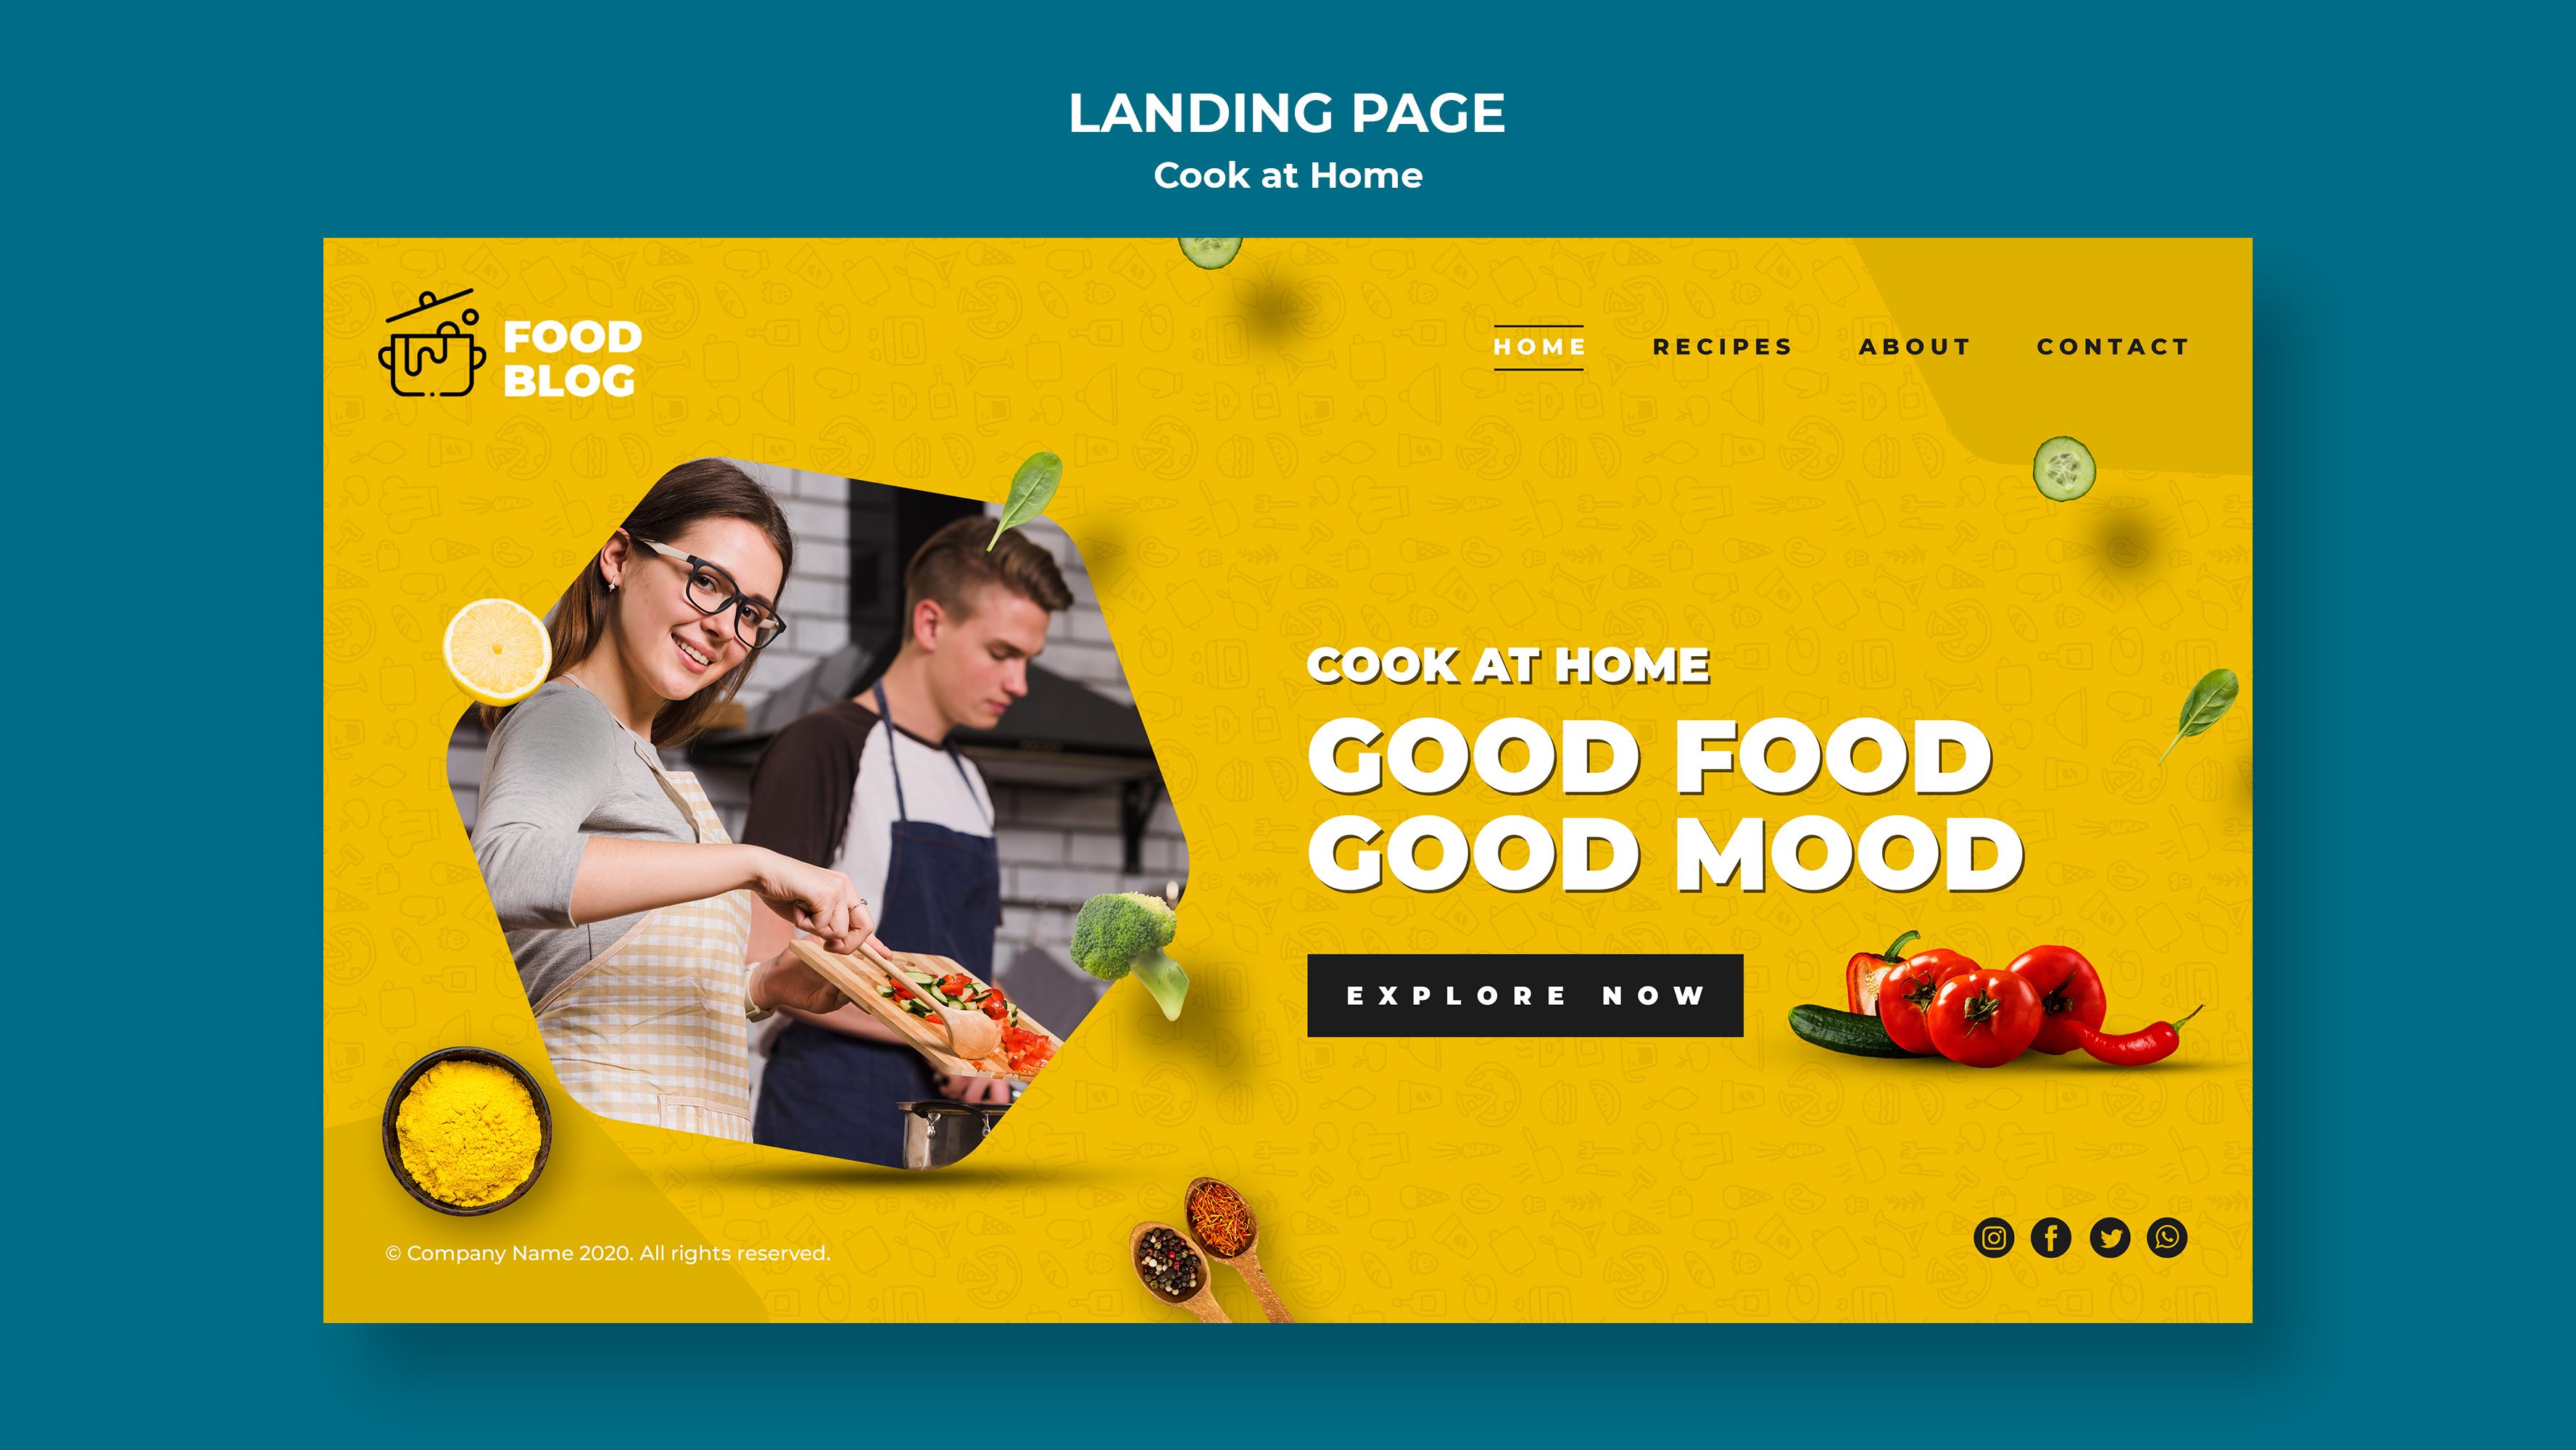 LANDING PAGE
Cook at Home
FOOD
BLOG
HOME RECIPES ABOUT CONTACT
COOK AT HOME
GOOD FOOD
GOOD MOOD
EXPLORE NOW
© Company Name 2020. All rights reserved.